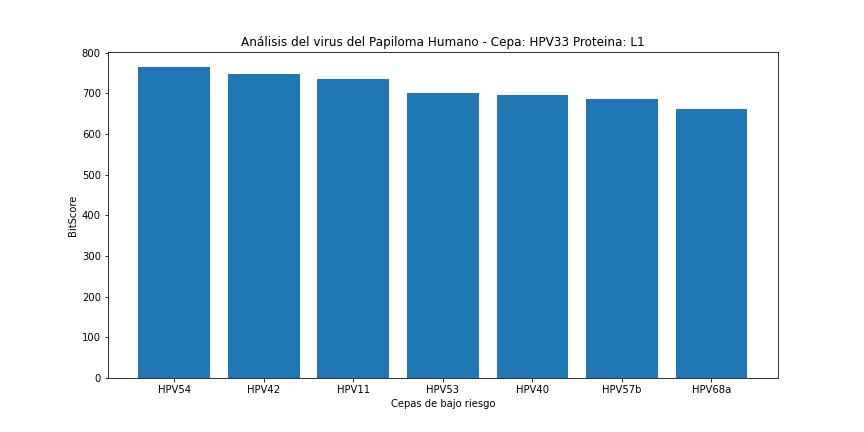 Análisis del virus del Papiloma Humano - Cepa: HPV33 Proteina: L1
BitScore
800
700
600
500
400
300
200
100
0
HPV54 HPV42 HPV11 HPV53 HPV40 HPV57b HPV68a
Cepas de bajo riesgo